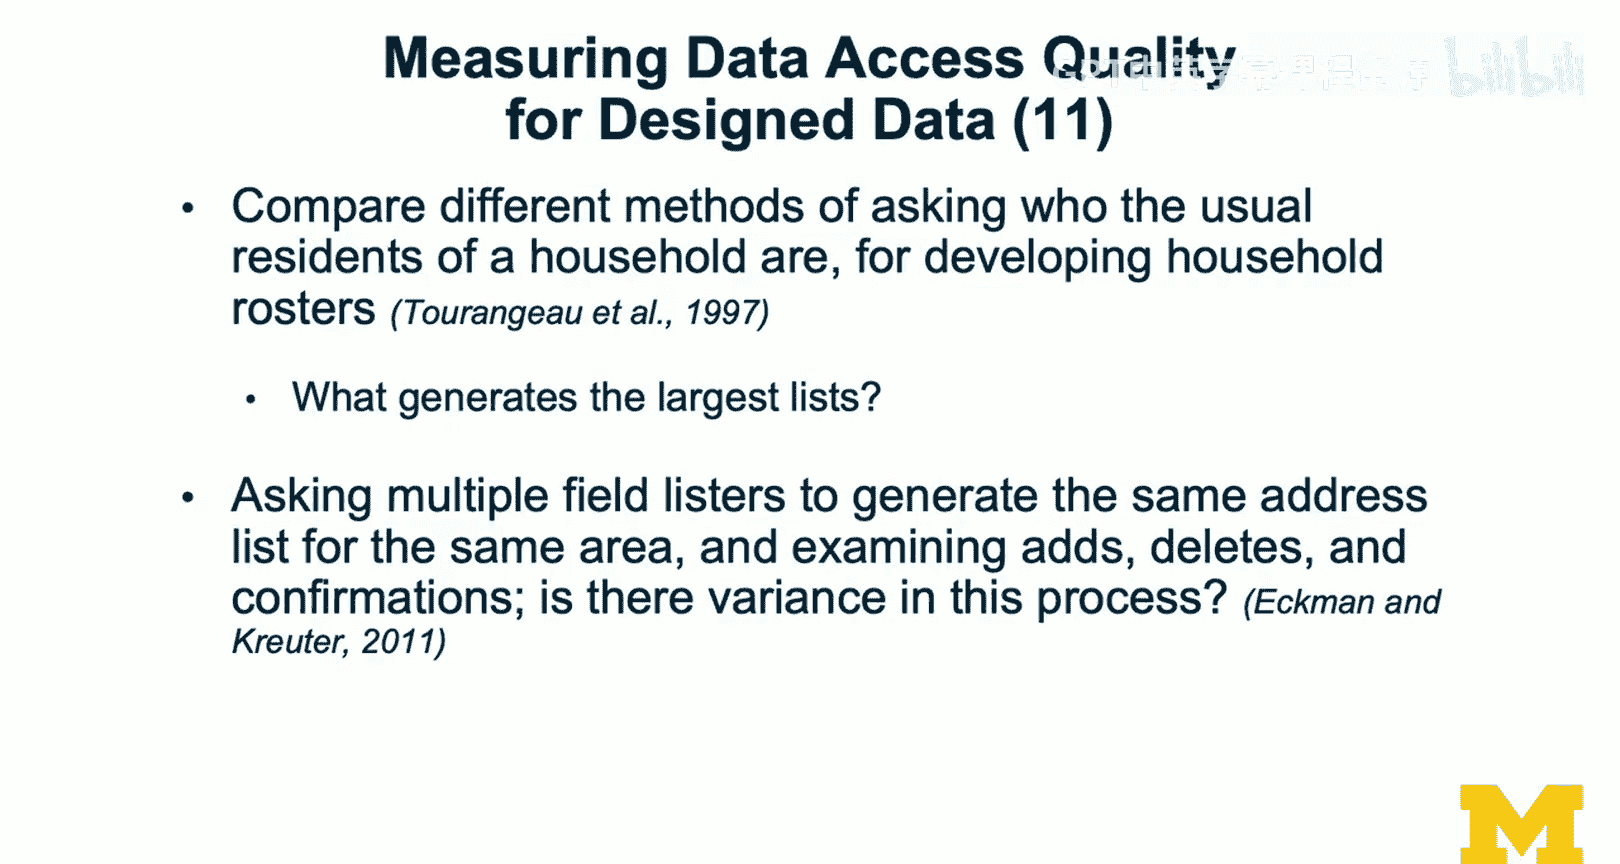 Measuring Data Access Quality
for Designed Data (11)
bilibili
• Compare different methods of asking who the usual
residents of a household are, for developing household
rosters (Tourangeau et al., 1997)
• What generates the largest lists?
• Asking multiple field listers to generate the same address
list for the same area, and examining adds, deletes, and
confirmations; is there variance in this process? (Eckman and
Kreuter, 2011)
M